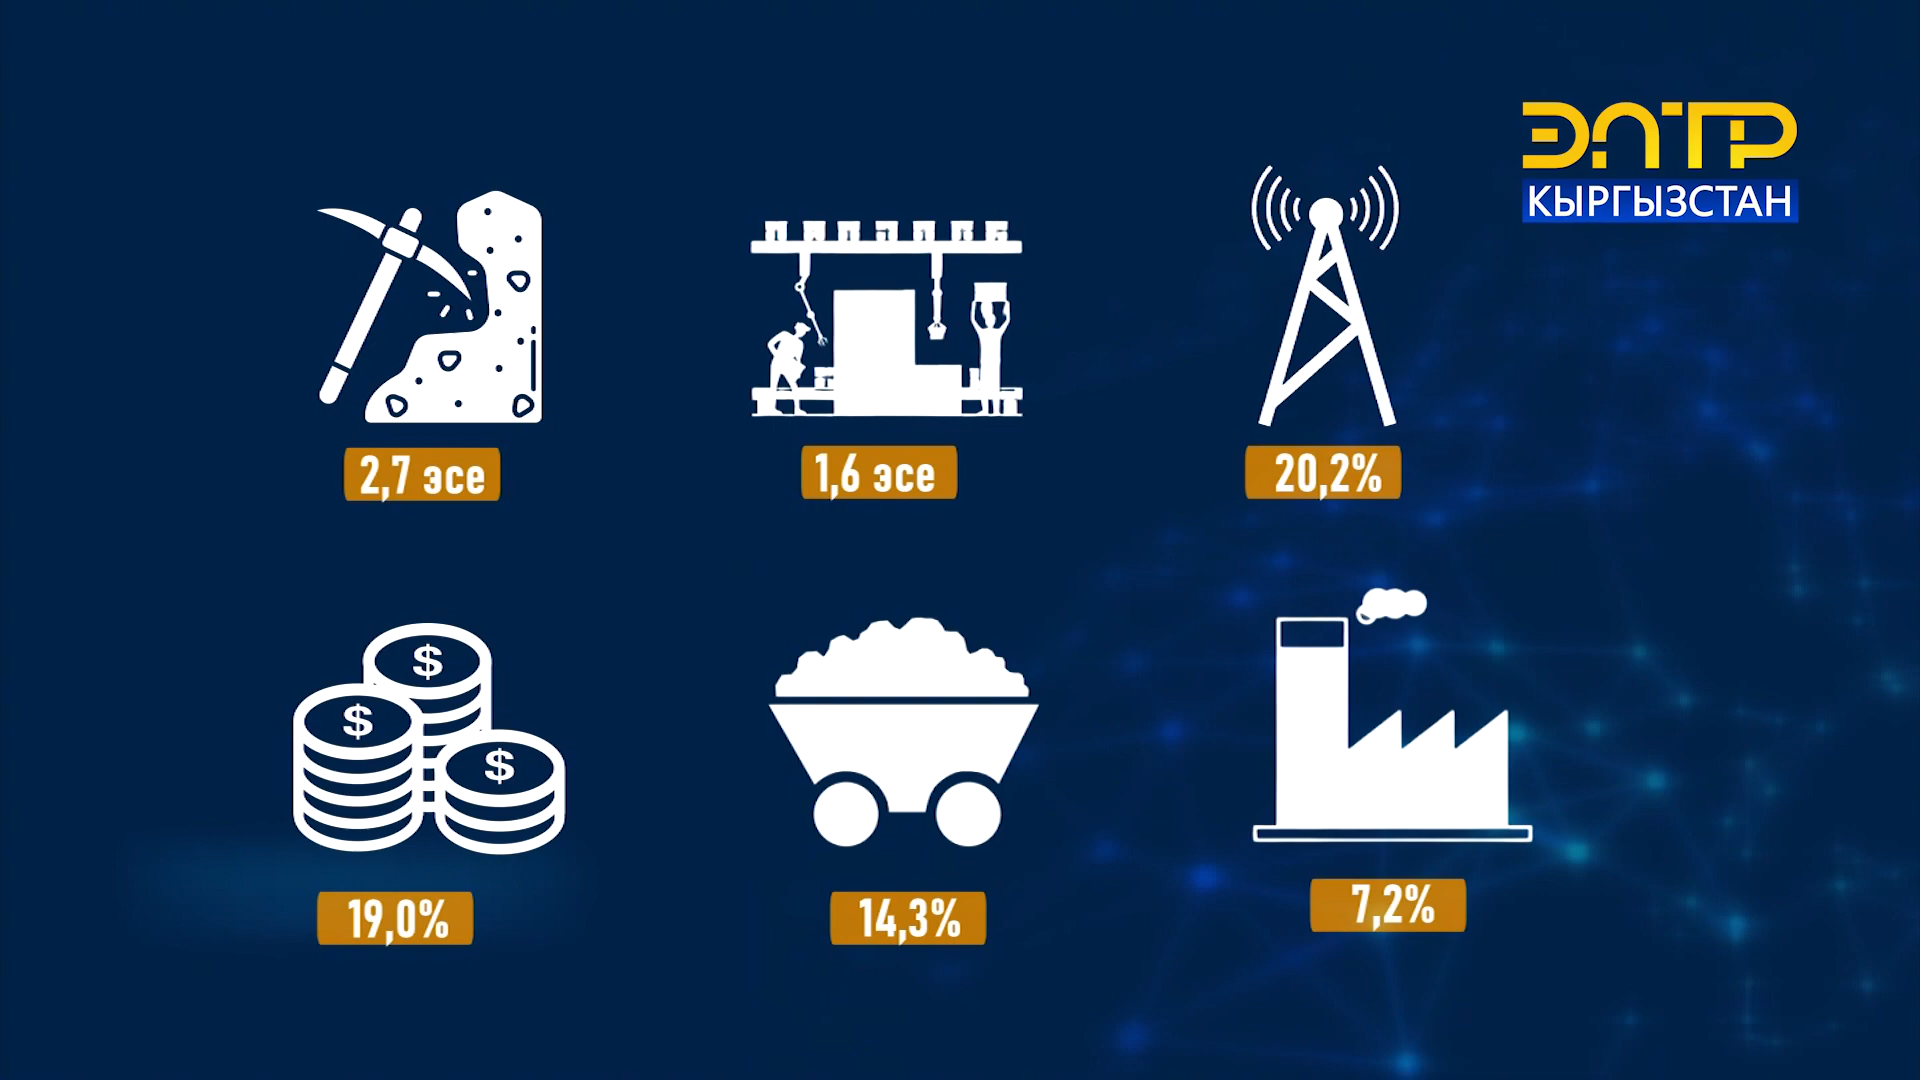 ЭЛТР
КЫРГЫЗСТАН
2,7 эсе
1,6 эсе
20,2%
$
$
$
19,0%
14,3%
7,2%